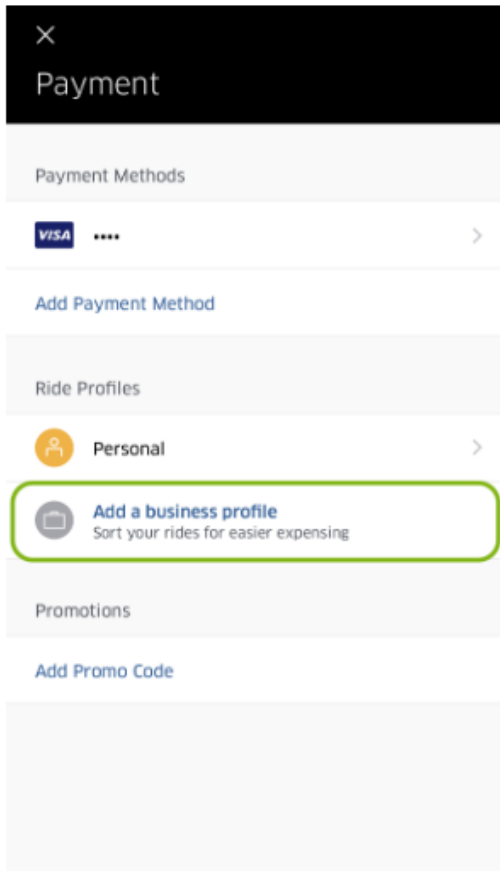 Payment
Payment Methods
VISA ••••
Add Payment Method
Ride Profiles
Personal
Add a business profile
Sort your rides for easier expensing
Promotions
Add Promo Code